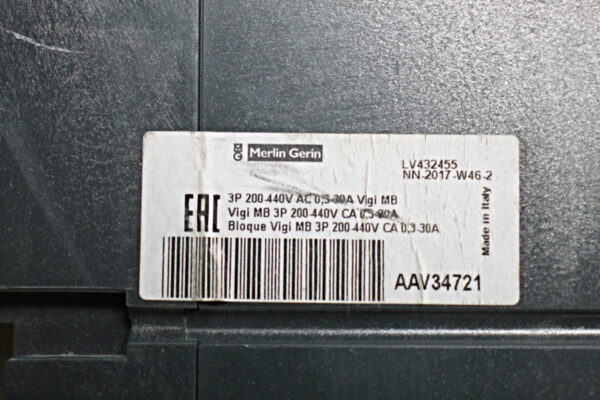 Merlin Gerin
LV432455
NN-2017-W46-2
EAC
3P 200-440V AC 0,3-30A Vigi MB
Vigi MB 3P 200-440V CA 0,3-30A
Bloque Vigi MB 3P 200-440V CA 0,3-30A
Made in Italy
AAV34721